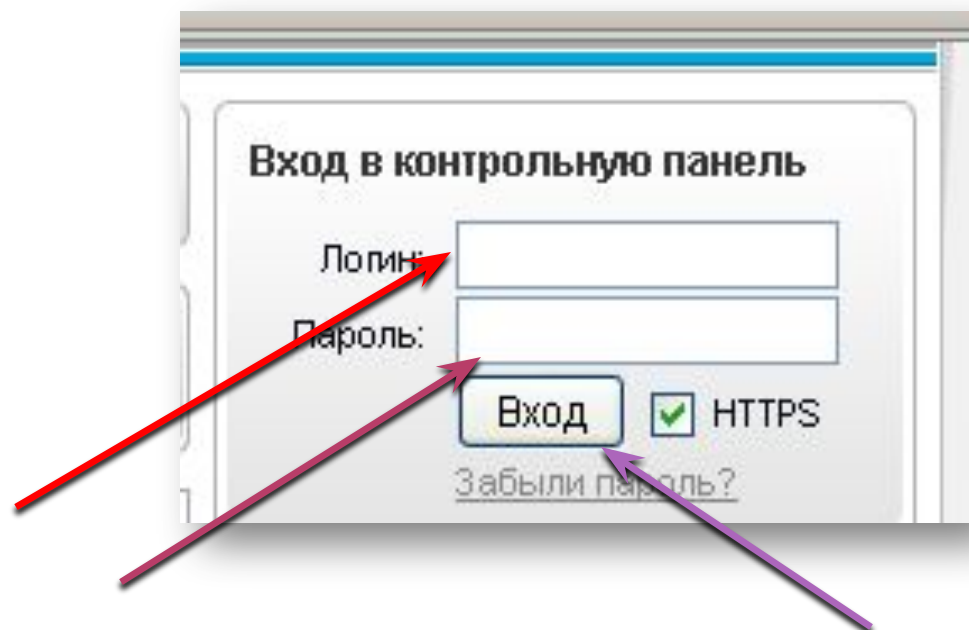 Вход в контрольную панель
Логин:
Пароль:
Вход HTTPS
Забыли пароль?